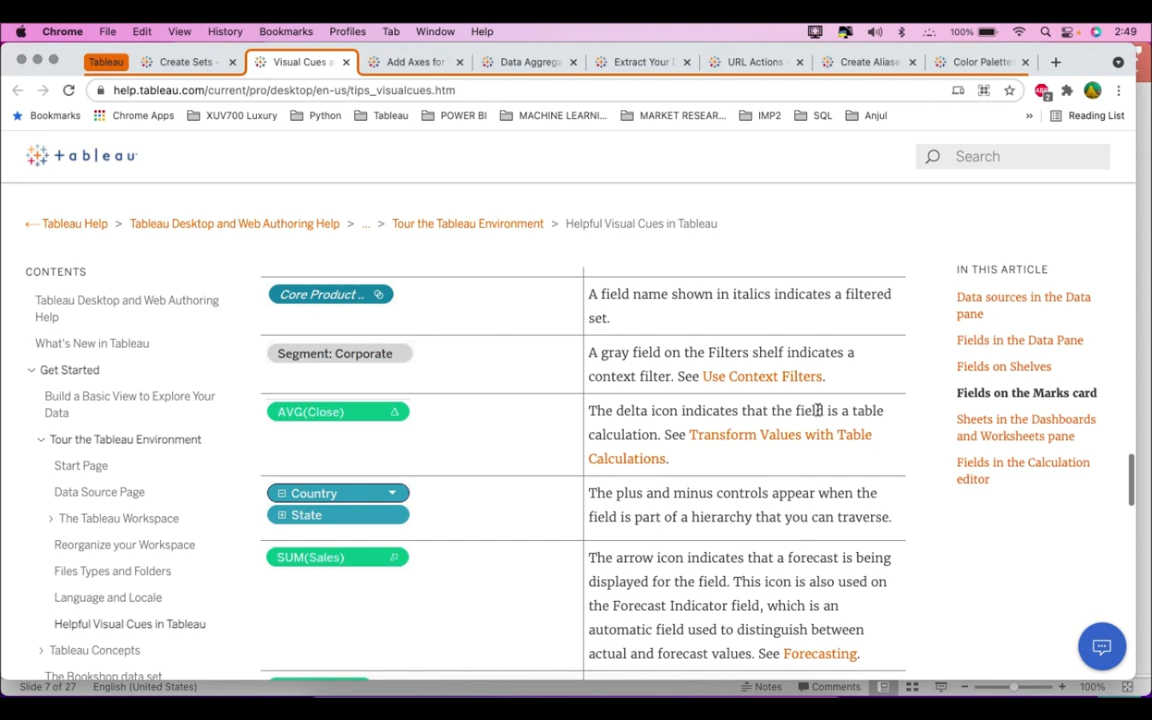 Chrome File Edit View History Bookmarks Profiles Tab Window Help 100% 2:49
Tableau Create Sets - Visual Cues a Add Axes for Data Aggrega Extract Your D URL Actions - Create Aliase Color Palette
help.tableau.com/current/pro/desktop/en-us/tips_visualcues.htm
Bookmarks Chrome Apps XUV700 Luxury Python Tableau POWER BI MACHINE LEARNI... MARKET RESEAR... IMP2 SQL Anjul » Reading List
+ a b l e a u
Search
Tableau Help > Tableau Desktop and Web Authoring Help > ... > Tour the Tableau Environment > Helpful Visual Cues in Tableau
CONTENTS
Tableau Desktop and Web Authoring
Help
What's New in Tableau
Get Started
Build a Basic View to Explore Your
Data
Tour the Tableau Environment
Start Page
Data Source Page
The Tableau Workspace
Reorganize your Workspace
Files Types and Folders
Language and Locale
Helpful Visual Cues in Tableau
Tableau Concepts
The Bookshop data set
Core Product ..
A field name shown in italics indicates a filtered
set.
Segment: Corporate
A gray field on the Filters shelf indicates a
context filter. See Use Context Filters.
AVG(Close)
The delta icon indicates that the field is a table
calculation. See Transform Values with Table
Calculations.
Country
State
The plus and minus controls appear when the
field is part of a hierarchy that you can traverse.
SUM(Sales)
The arrow icon indicates that a forecast is being
displayed for the field. This icon is also used on
the Forecast Indicator field, which is an
automatic field used to distinguish between
actual and forecast values. See Forecasting.
IN THIS ARTICLE
Data sources in the Data
pane
Fields in the Data Pane
Fields on Shelves
Fields on the Marks card
Sheets in the Dashboards
and Worksheets pane
Fields in the Calculation
editor
Slide 7 of 27 English (United States) Notes Comments 100%